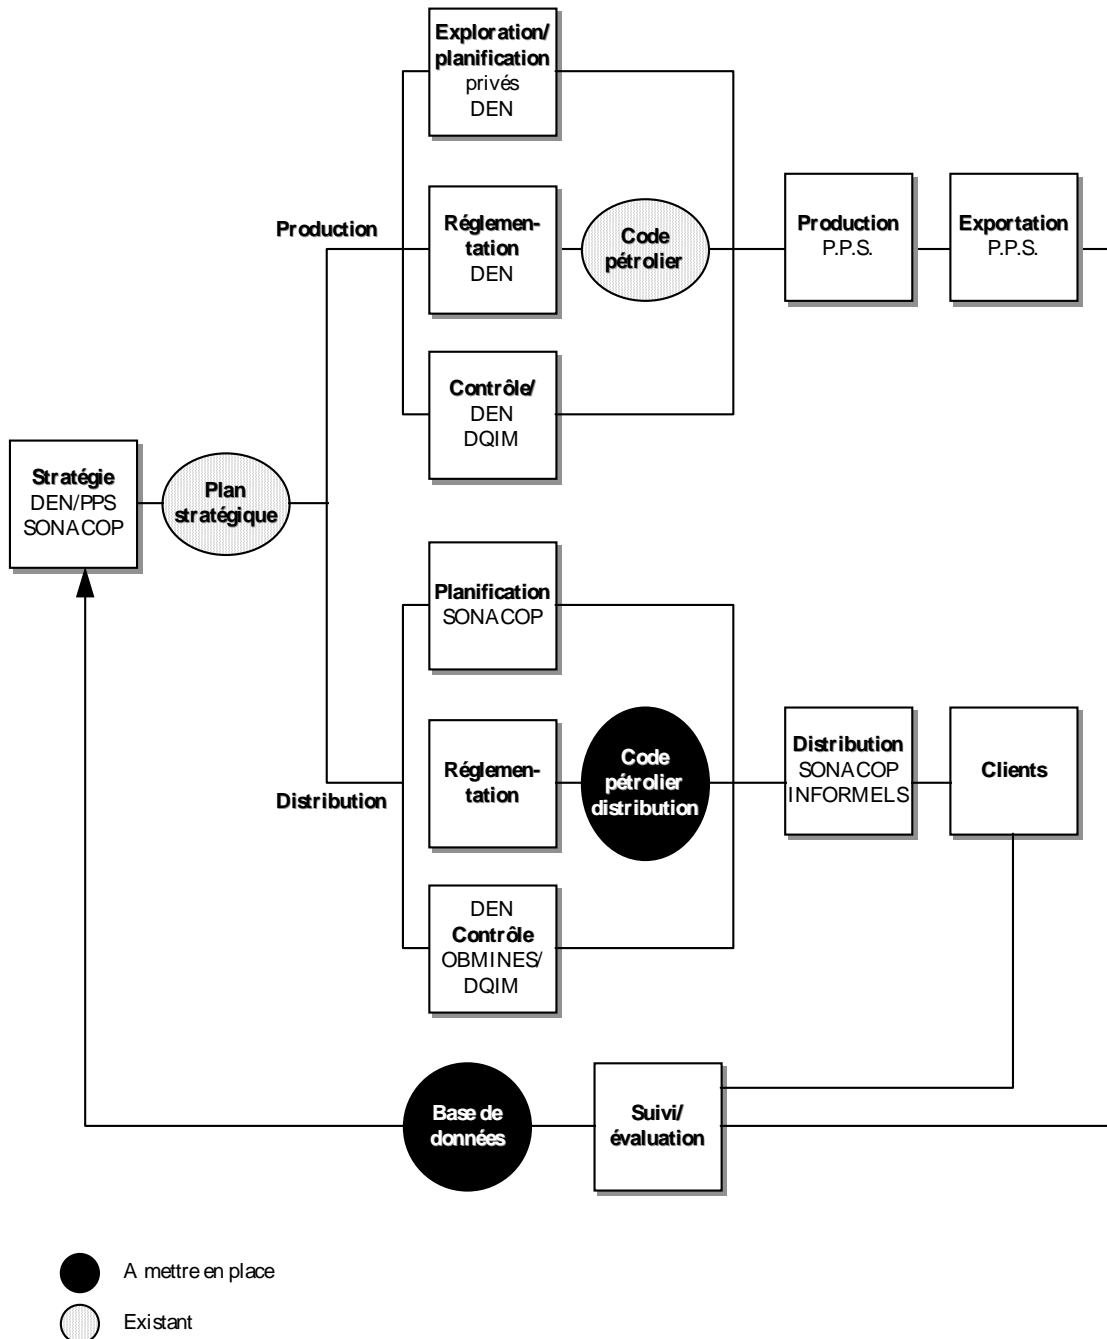 Exploration/
planification
privés
DEN
Production
Réglemen-
tation
DEN
Code
pétrolier
Production
P.P.S.
Exportation
P.P.S.
Contrôle/
DEN
DQIM
Stratégie
DEN/PPS
SONACOP
Plan
stratégique
Planification
SONACOP
Distribution
Réglemen-
tation
Code
pétrolier
distribution
Distribution
SONACOP
INFORMELS
Clients
DEN
Contrôle
OBMINES/
DQIM
Base de
données
Suivi/
évaluation
A mettre en place
Existant